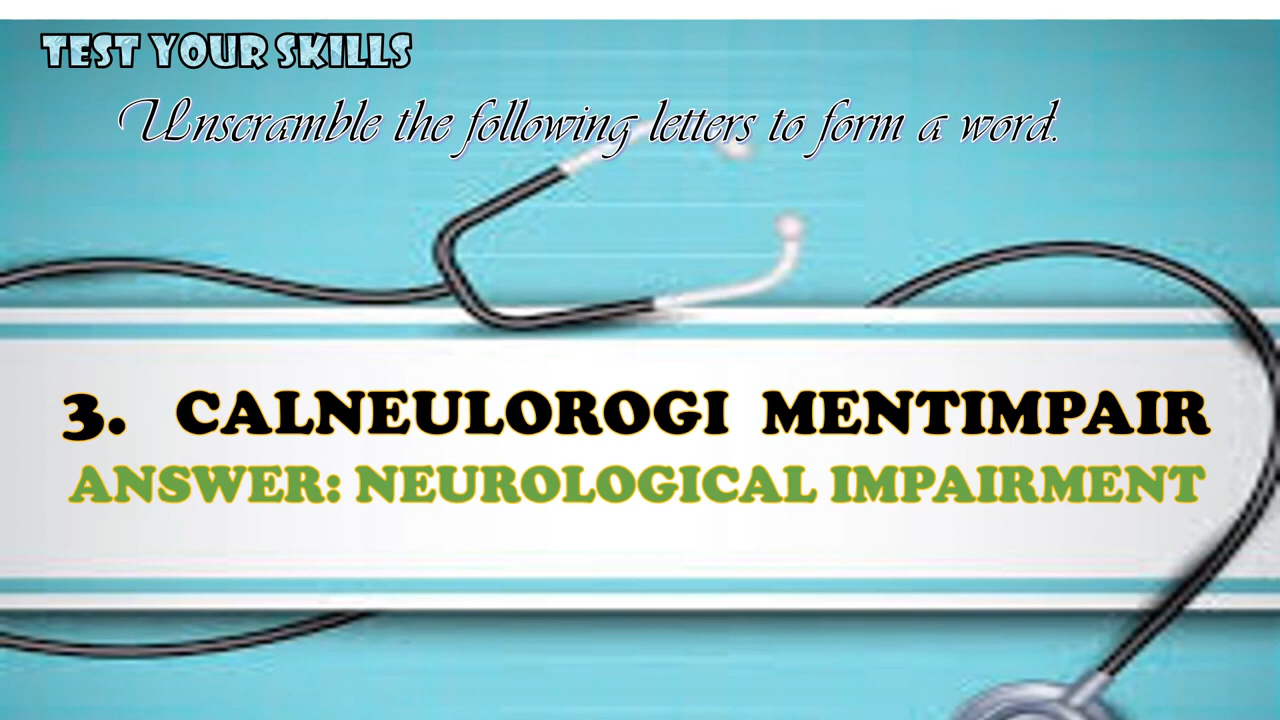 TEST YOUR SKILLS
Unscramble the following letters to form a word.
3. CALNEULOROGI MENTIMPAIR
ANSWER: NEUROLOGICAL IMPAIRMENT